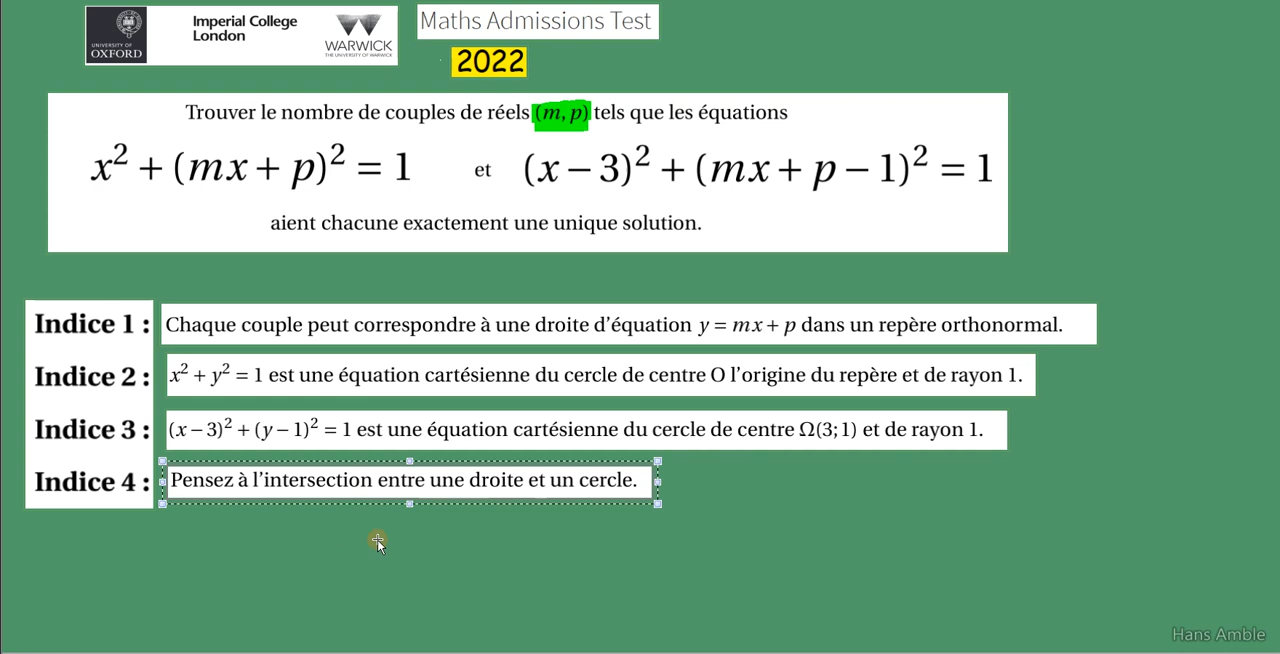 UNIVERSITY OF
OXFORD
Imperial College
London
WARWICK
THE UNIVERSITY OF WARWICK
Maths Admissions Test
2022
Trouver le nombre de couples de réels (m, p) tels que les équations
x² + (mx + p)² = 1 et (x − 3)² + (mx + p − 1)² = 1
aient chacune exactement une unique solution.
Indice 1 : Chaque couple peut correspondre à une droite d'équation y = mx + p dans un repère orthonormal.
Indice 2 : x² + y² = 1 est une équation cartésienne du cercle de centre O l'origine du repère et de rayon 1.
Indice 3 : (x − 3)² + (y − 1)² = 1 est une équation cartésienne du cercle de centre Ω(3; 1) et de rayon 1.
Indice 4 : Pensez à l'intersection entre une droite et un cercle.
Hans Amble